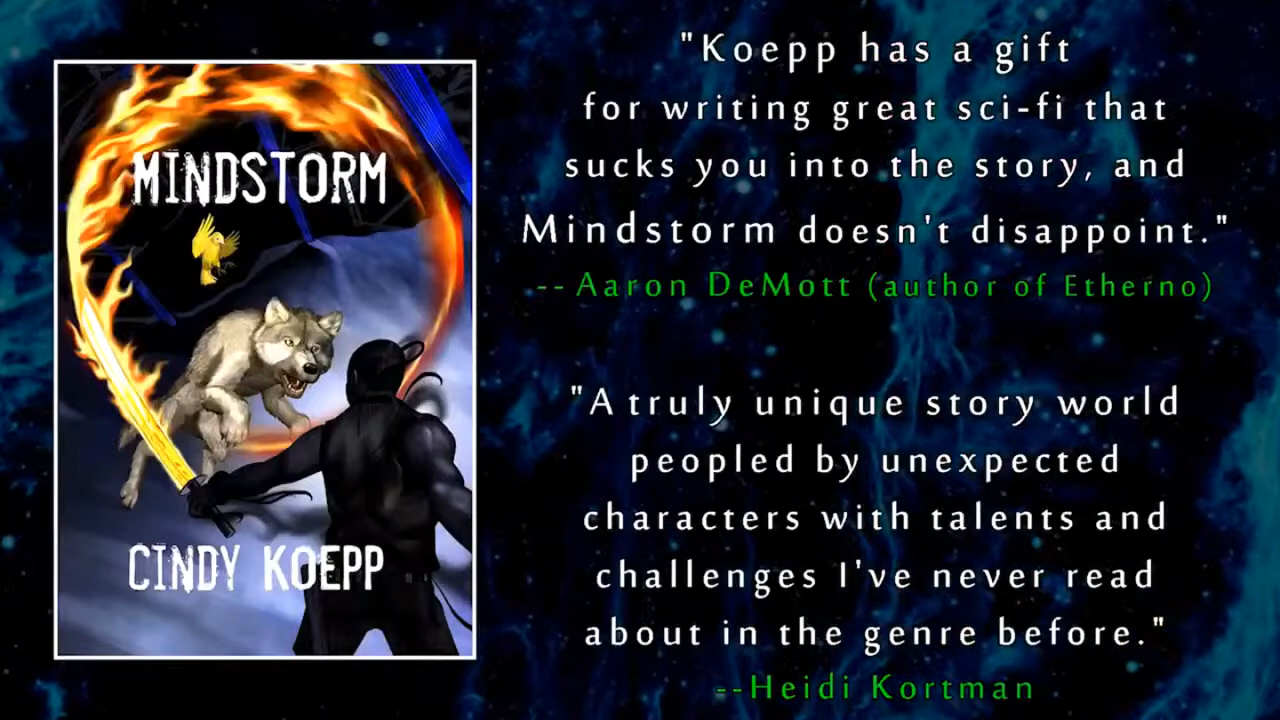 MINDSTORM
CINDY KOEPP
"Koepp has a gift
for writing great sci-fi that
sucks you into the story, and
Mindstorm doesn't disappoint."
-- Aaron DeMott (author of Etherno)
"A truly unique story world
peopled by unexpected
characters with talents and
challenges I've never read
about in the genre before."
--Heidi Kortman